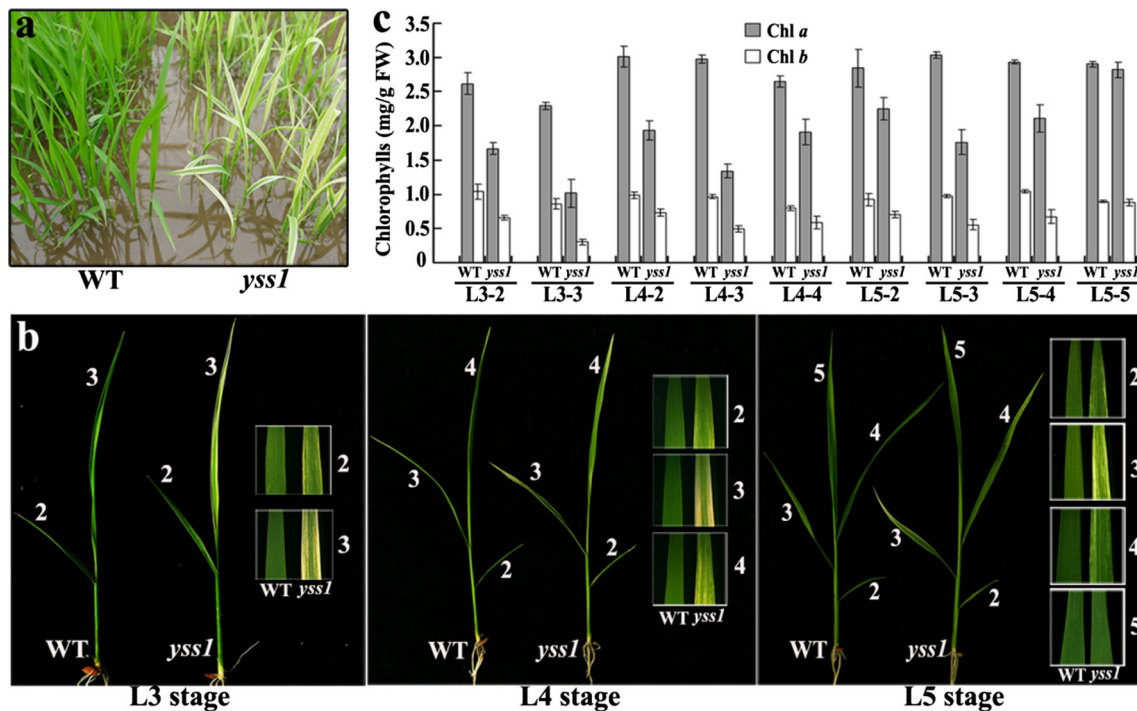 a
WT yss1
c
Chlorophylls (mg/g FW)
3.5
3.0
2.5
2.0
1.5
1.0
0.5
0
Chl a
Chl b
WT yss1 WT yss1 WT yss1 WT yss1 WT yss1 WT yss1 WT yss1 WT yss1 WT yss1
L3-2 L3-3 L4-2 L4-3 L4-4 L5-2 L5-3 L5-4 L5-5
b
3
2
3
2
2
3
WT yss1
WT
yss1
L3 stage
4
3
2
4
3
2
2
3
4
WT yss1
WT
yss1
L4 stage
5
4
3
2
5
4
3
2
2
3
4
5
WT yss1
WT
yss1
L5 stage